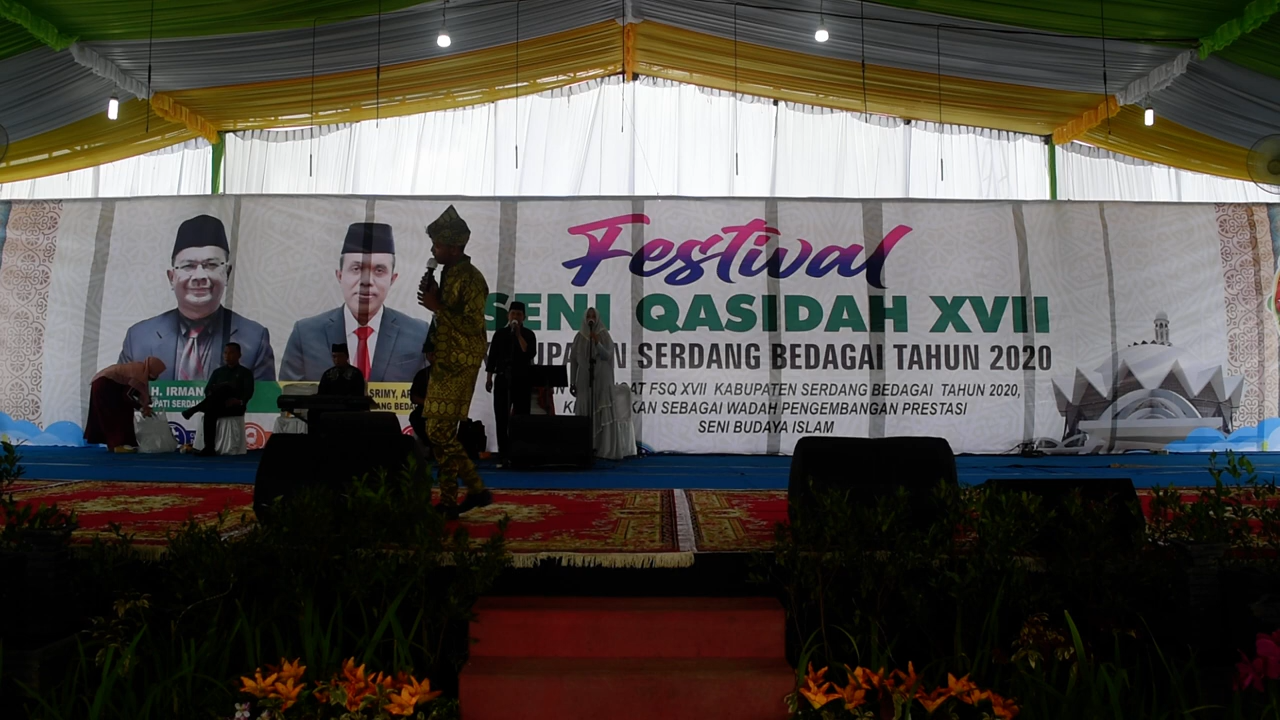 Festival
SENI QASIDAH XVII
SERDANG BEDAGAI TAHUN 2020
FSQ XVII KABUPATEN SERDANG BEDAGAI TAHUN 2020,
SEBAGAI WADAH PENGEMBANGAN PRESTASI
SENI BUDAYA ISLAM
H. IRMAN